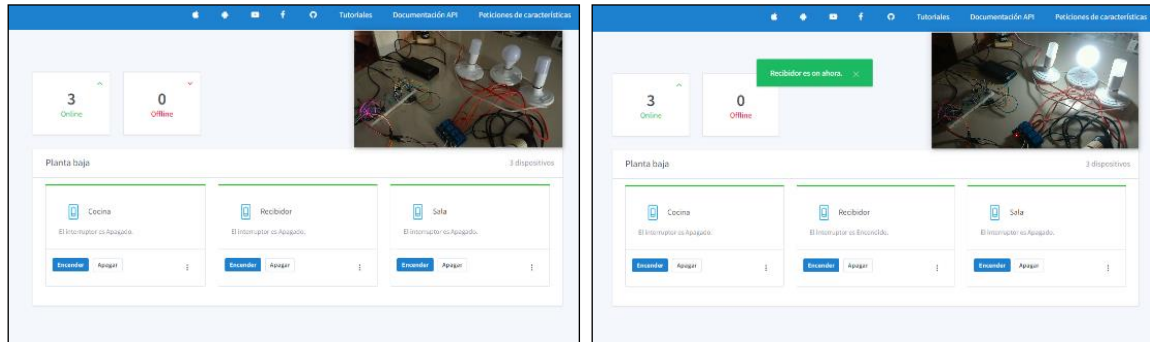 Tutoriales Documentación API Peticiones de características
3
Online
0
Offline
Planta baja 3 dispositivos
Cocina Recibidor Sala
El interruptor es Apagado. El interruptor es Apagado. El interruptor es Apagado.
Encender Apagar Encender Apagar Encender Apagar
Tutoriales Documentación API Peticiones de características
Recibidor es on ahora.
3
Online
0
Offline
Planta baja 3 dispositivos
Cocina Recibidor Sala
El interruptor es Apagado. El interruptor es Encendido. El interruptor es Apagado.
Encender Apagar Encender Apagar Encender Apagar